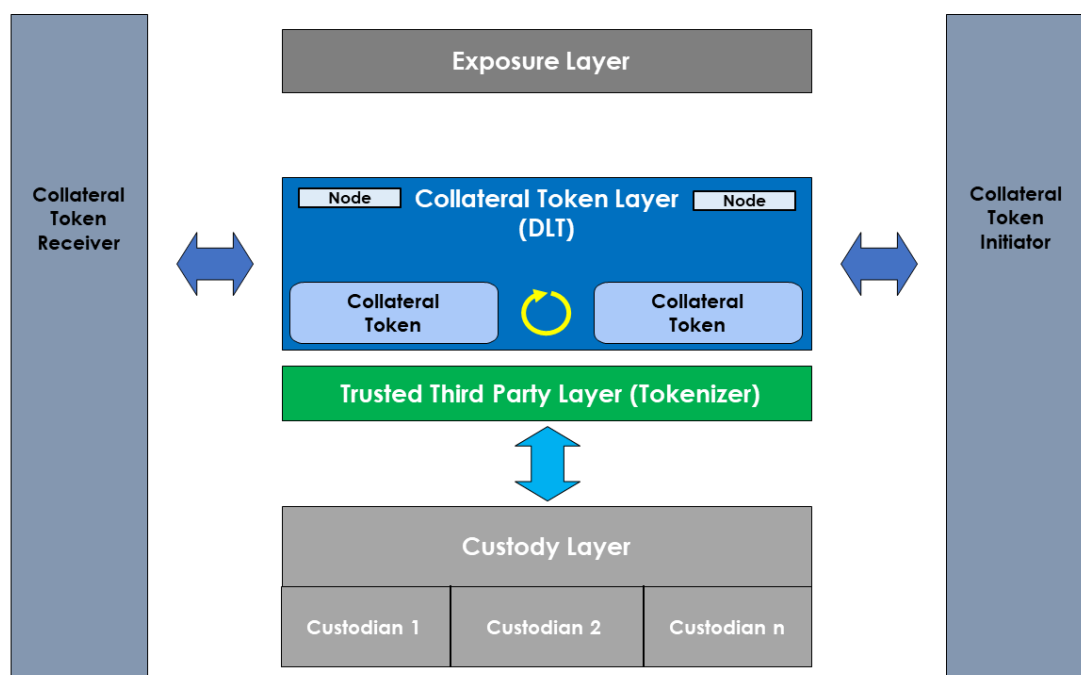 Exposure Layer
Collateral
Token
Receiver
Node
Collateral Token Layer
(DLT)
Node
Collateral
Token
Initiator
Collateral
Token
Collateral
Token
Trusted Third Party Layer (Tokenizer)
Custody Layer
Custodian 1
Custodian 2
Custodian n